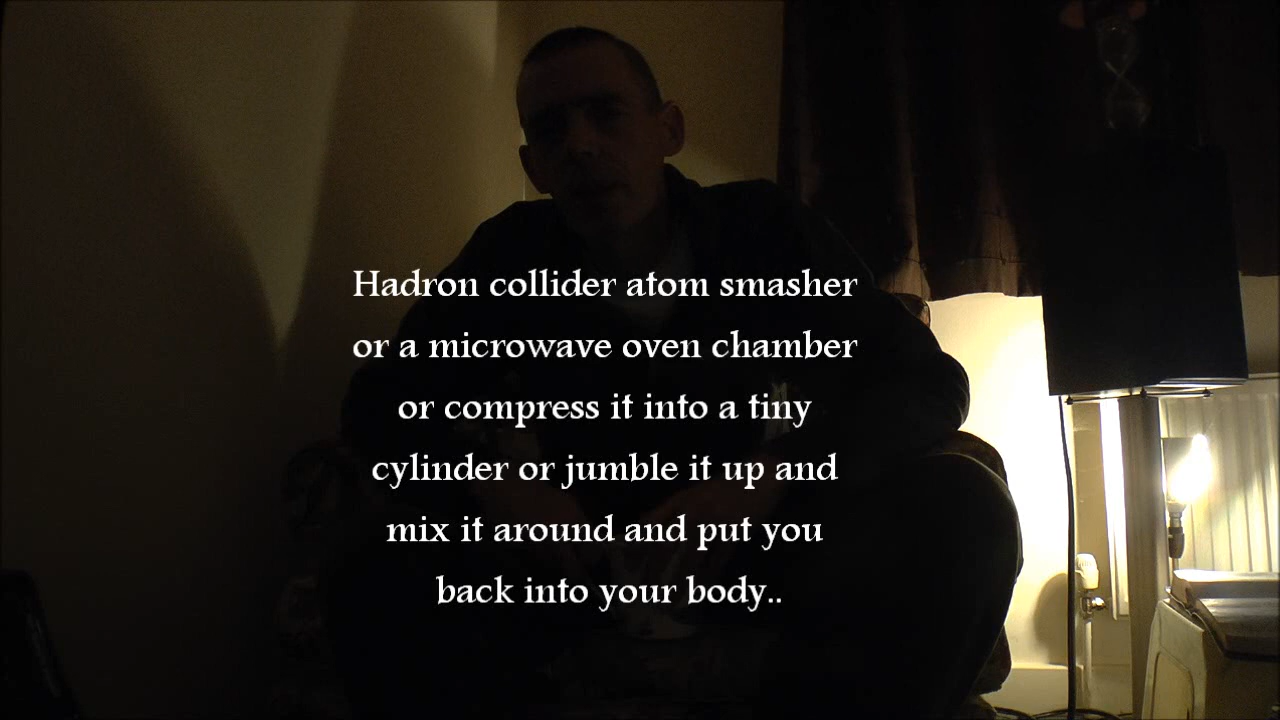 Hadron collider atom smasher
or a microwave oven chamber
or compress it into a tiny
cylinder or jumble it up and
mix it around and put you
back into your body..